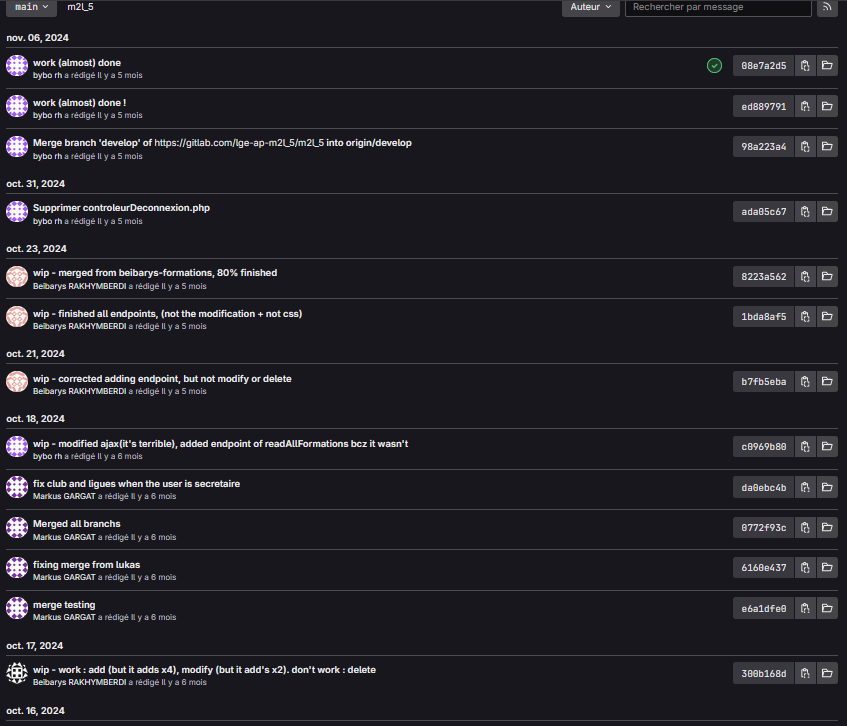 main m2l_5 Auteur Rechercher par message
nov. 06, 2024
work (almost) done
bybo rh a rédigé Il y a 5 mois
08e7a2d5
work (almost) done !
bybo rh a rédigé Il y a 5 mois
ed889791
Merge branch 'develop' of https://gitlab.com/lge-ap-m2l_5/m2l_5 into origin/develop
bybo rh a rédigé Il y a 5 mois
98a223a4
oct. 31, 2024
Supprimer controleurDeconnexion.php
bybo rh a rédigé Il y a 5 mois
ada05c67
oct. 23, 2024
wip - merged from beibarys-formations, 80% finished
Beibarys RAKHYMBERDI a rédigé Il y a 5 mois
8223a562
wip - finished all endpoints, (not the modification + not css)
Beibarys RAKHYMBERDI a rédigé Il y a 5 mois
1bda8af5
oct. 21, 2024
wip - corrected adding endpoint, but not modify or delete
Beibarys RAKHYMBERDI a rédigé Il y a 5 mois
b7fb5eba
oct. 18, 2024
wip - modified ajax(it's terrible), added endpoint of readAllFormations bcz it wasn't
bybo rh a rédigé Il y a 6 mois
c0969b80
fix club and ligues when the user is secretaire
Markus GARGAT a rédigé Il y a 6 mois
da0ebc4b
Merged all branchs
Markus GARGAT a rédigé Il y a 6 mois
0772f93c
fixing merge from lukas
Markus GARGAT a rédigé Il y a 6 mois
6160e437
merge testing
Markus GARGAT a rédigé Il y a 6 mois
e6a1dfe0
oct. 17, 2024
wip - work : add (but it adds x4), modify (but it add's x2). don't work : delete
Beibarys RAKHYMBERDI a rédigé Il y a 6 mois
300b168d
oct. 16, 2024